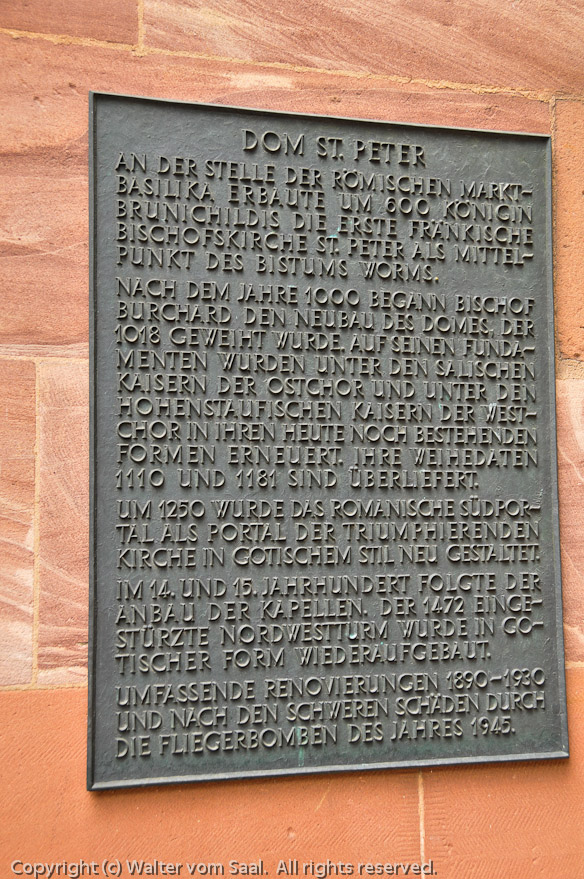 DOM ST. PETER
AN DER STELLE DER RÖMISCHEN MARKT-
BASILIKA ERBAUTE UM 600 KÖNIGIN
BRUNICHILDIS DIE ERSTE FRÄNKISCHE
BISCHOFSKIRCHE ST. PETER ALS MITTEL-
PUNKT DES BISTUMS WORMS.
NACH DEM JAHRE 1000 BEGANN BISCHOF
BURCHARD DEN NEUBAU DES DOMES, DER
1018 GEWEIHT WURDE. AUF SEINEN FUNDA-
MENTEN WURDEN UNTER DEN SALISCHEN
KAISERN DER OSTCHOR UND UNTER DEN
HOHENSTAUFISCHEN KAISERN DER WEST-
CHOR IN IHREN HEUTE NOCH BESTEHENDEN
FORMEN ERNEUERT. IHRE WEIHEDATEN
1110 UND 1181 SIND ÜBERLIEFERT.
UM 1250 WURDE DAS ROMANISCHE SÜDPOR-
TAL ALS PORTAL DER TRIUMPHIERENDEN
KIRCHE IN GOTISCHEM STIL NEU GESTALTET.
IM 14. UND 15. JAHRHUNDERT FOLGTE DER
ANBAU DER KAPELLEN. DER 1472 EINGE-
STÜRZTE NORDWESTTURM WURDE IN GO-
TISCHER FORM WIEDERAUFGEBAUT.
UMFASSENDE RENOVIERUNGEN 1890-1930
UND NACH DEN SCHWEREN SCHÄDEN DURCH
DIE FLIEGERBOMBEN DES JAHRES 1945.
Copyright (c) Walter vom Saal. All rights reserved.